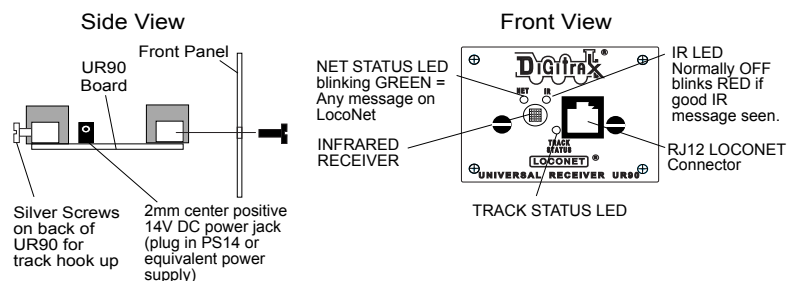 Side View
Front Panel
UR90
Board
Silver Screws
on back of
UR90 for
track hook up
2mm center positive
14V DC power jack
(plug in PS14 or
equivalent power
supply)
Front View
NET STATUS LED
blinking GREEN =
Any message on
LocoNet
INFRARED
RECEIVER
DIGITRAX ®
NET IR
TRACK
STATUS
LOCONET ®
UNIVERSAL RECEIVER UR90
TRACK STATUS LED
IR LED
Normally OFF
blinks RED if
good IR
message seen.
RJ12 LOCONET
Connector